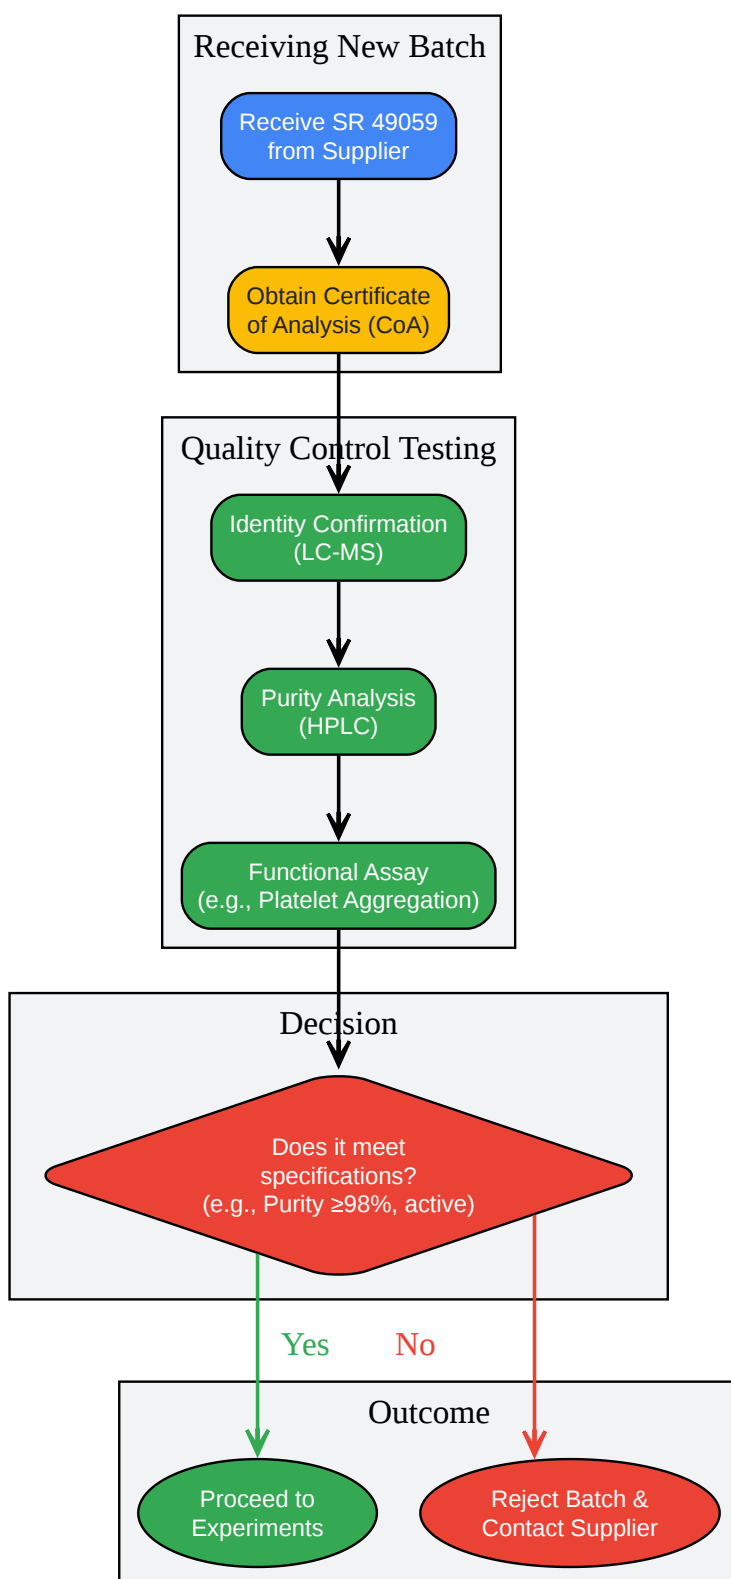 Receiving New Batch
Receive SR 49059
from Supplier
Obtain Certificate
of Analysis (CoA)
Quality Control Testing
Identity Confirmation
(LC-MS)
Purity Analysis
(HPLC)
Functional Assay
(e.g., Platelet Aggregation)
Decision
Does it meet
specifications?
(e.g., Purity ≥98%, active)
Yes
No
Outcome
Proceed to
Experiments
Reject Batch &
Contact Supplier